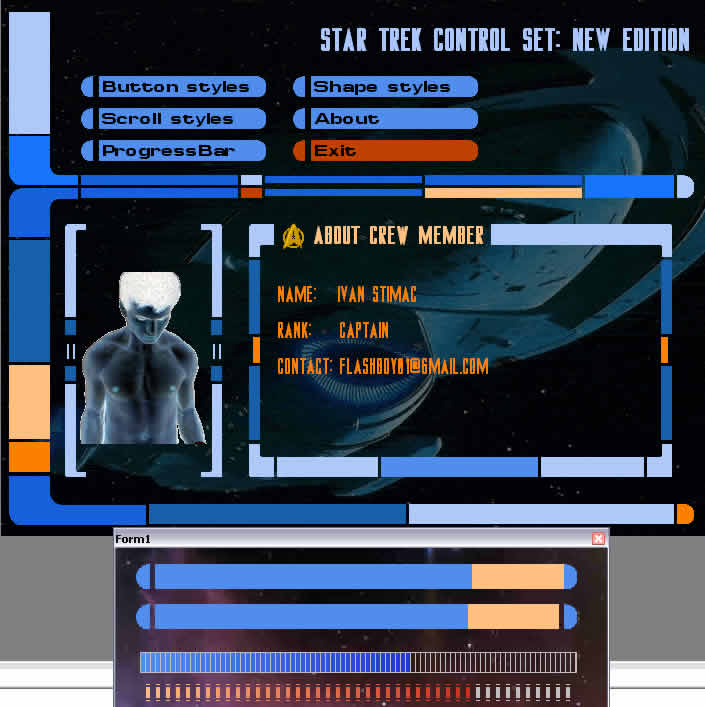 STAR TREK CONTROL SET: NEW EDITION
Button styles
Shape styles
Scroll styles
About
ProgressBar
Exit
ABOUT CREW MEMBER
NAME: IVAN STIMAC
RANK: CAPTAIN
CONTACT: FLASHBOY01@GMAIL.COM
Form1